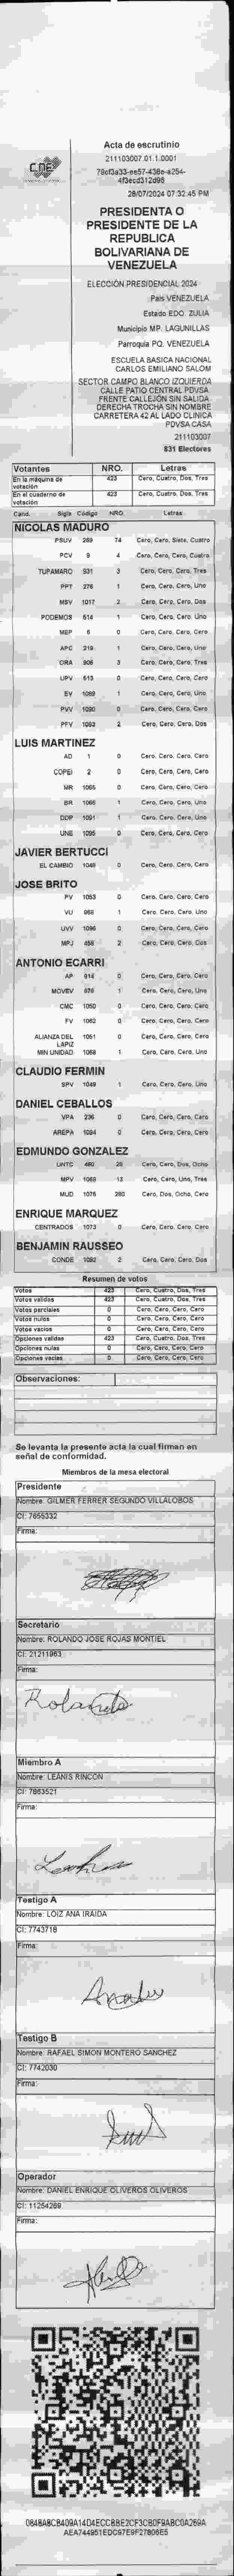 CNE
Acta de escrutinio
211103007.01.1.0001
28/07/2024 07:32:45 PM
PRESIDENTA O
PRESIDENTE DE LA
REPUBLICA
BOLIVARIANA DE
VENEZUELA
ELECCIÓN PRESIDENCIAL 2024
País VENEZUELA
Estado EDO. ZULIA
Municipio MP. LAGUNILLAS
Parroquia PQ. VENEZUELA
ESCUELA BASICA NACIONAL
CARLOS EMILIANO SALOM
SECTOR CAMPO BLANCO IZQUIERDA
CALLE PATIO CENTRAL PDVSA
FRENTE CALLEJÓN SIN SALIDA
DERECHA TROCHA SIN NOMBRE
CARRETERA 42 AL LADO CLINICA
PDVSA CASA
211103007
831 Electores
Votantes NRO. Letras
En la máquina de votación 423 Cero, Cuatro, Dos, Tres
En el cuaderno de votación 423 Cero, Cuatro, Dos, Tres
Cand. Sigla Código NRO. Letras
NICOLAS MADURO
PSUV 269 74 Cero, Cero, Siete, Cuatro
PCV 9 4 Cero, Cero, Cero, Cuatro
TUPAMARO 931 3 Cero, Cero, Cero, Tres
PPT 276 1 Cero, Cero, Cero, Uno
MSV 1017 2 Cero, Cero, Cero, Dos
PODEMOS 614 1 Cero, Cero, Cero, Uno
MEP 6 0 Cero, Cero, Cero, Cero
APC 219 1 Cero, Cero, Cero, Uno
ORA 906 3 Cero, Cero, Cero, Tres
UPV 513 0 Cero, Cero, Cero, Cero
EV 1088 1 Cero, Cero, Cero, Uno
PVV 1090 0 Cero, Cero, Cero, Cero
PFV 1093 2 Cero, Cero, Cero, Dos
LUIS MARTINEZ
AD 1 0 Cero, Cero, Cero, Cero
COPEI 2 0 Cero, Cero, Cero, Cero
MR 1065 0 Cero, Cero, Cero, Cero
BR 1066 1 Cero, Cero, Cero, Uno
DDP 1091 1 Cero, Cero, Cero, Uno
UNE 1095 0 Cero, Cero, Cero, Cero
JAVIER BERTUCCI
EL CAMBIO 1048 0 Cero, Cero, Cero, Cero
JOSE BRITO
PV 1053 0 Cero, Cero, Cero, Cero
VU 968 1 Cero, Cero, Cero, Uno
UVV 1096 0 Cero, Cero, Cero, Cero
MPJ 458 2 Cero, Cero, Cero, Dos
ANTONIO ECARRI
AP 914 0 Cero, Cero, Cero, Cero
MOVEV 970 1 Cero, Cero, Cero, Uno
CMC 1050 0 Cero, Cero, Cero, Cero
FV 1062 0 Cero, Cero, Cero, Cero
ALIANZA DEL LAPIZ 1051 0 Cero, Cero, Cero, Cero
MIN UNIDAD 1068 1 Cero, Cero, Cero, Uno
CLAUDIO FERMIN
SPV 1049 1 Cero, Cero, Cero, Uno
DANIEL CEBALLOS
VPA 236 0 Cero, Cero, Cero, Cero
AREPA 1094 0 Cero, Cero, Cero, Cero
EDMUNDO GONZALEZ
UNTC 480 28 Cero, Cero, Dos, Ocho
MPV 1069 13 Cero, Cero, Uno, Tres
MUD 1075 280 Cero, Dos, Ocho, Cero
ENRIQUE MARQUEZ
CENTRADOS 1073 0 Cero, Cero, Cero, Cero
BENJAMIN RAUSSEO
CONDE 1092 2 Cero, Cero, Cero, Dos
Resumen de votos
Votos 423 Cero, Cuatro, Dos, Tres
Votos validos 423 Cero, Cuatro, Dos, Tres
Votos parciales 0 Cero, Cero, Cero, Cero
Votos nulos 0 Cero, Cero, Cero, Cero
Votos vacios 0 Cero, Cero, Cero, Cero
Opciones validas 423 Cero, Cuatro, Dos, Tres
Opciones nulas 0 Cero, Cero, Cero, Cero
Opciones vacias 0 Cero, Cero, Cero, Cero
Observaciones:
Se levanta la presente acta la cual firman en
señal de conformidad.
Miembros de la mesa electoral
Presidente
Nombre: GILMER FERRER SEGUNDO VILLALOBOS
CI: 7655332
Firma:
Secretario
Nombre: ROLANDO JOSE ROJAS MONTIEL
CI: 21211963
Firma:
Rolando
Miembro A
Nombre: LEANIS RINCON
CI: 7863521
Firma:
Testigo A
Nombre: LOIZ ANA IRAIDA
CI: 7743718
Firma:
Testigo B
Nombre: RAFAEL SIMON MONTERO SANCHEZ
CI: 7742030
Firma:
Operador
Nombre: DANIEL ENRIQUE OLIVEROS OLIVEROS
CI: 11254269
Firma: